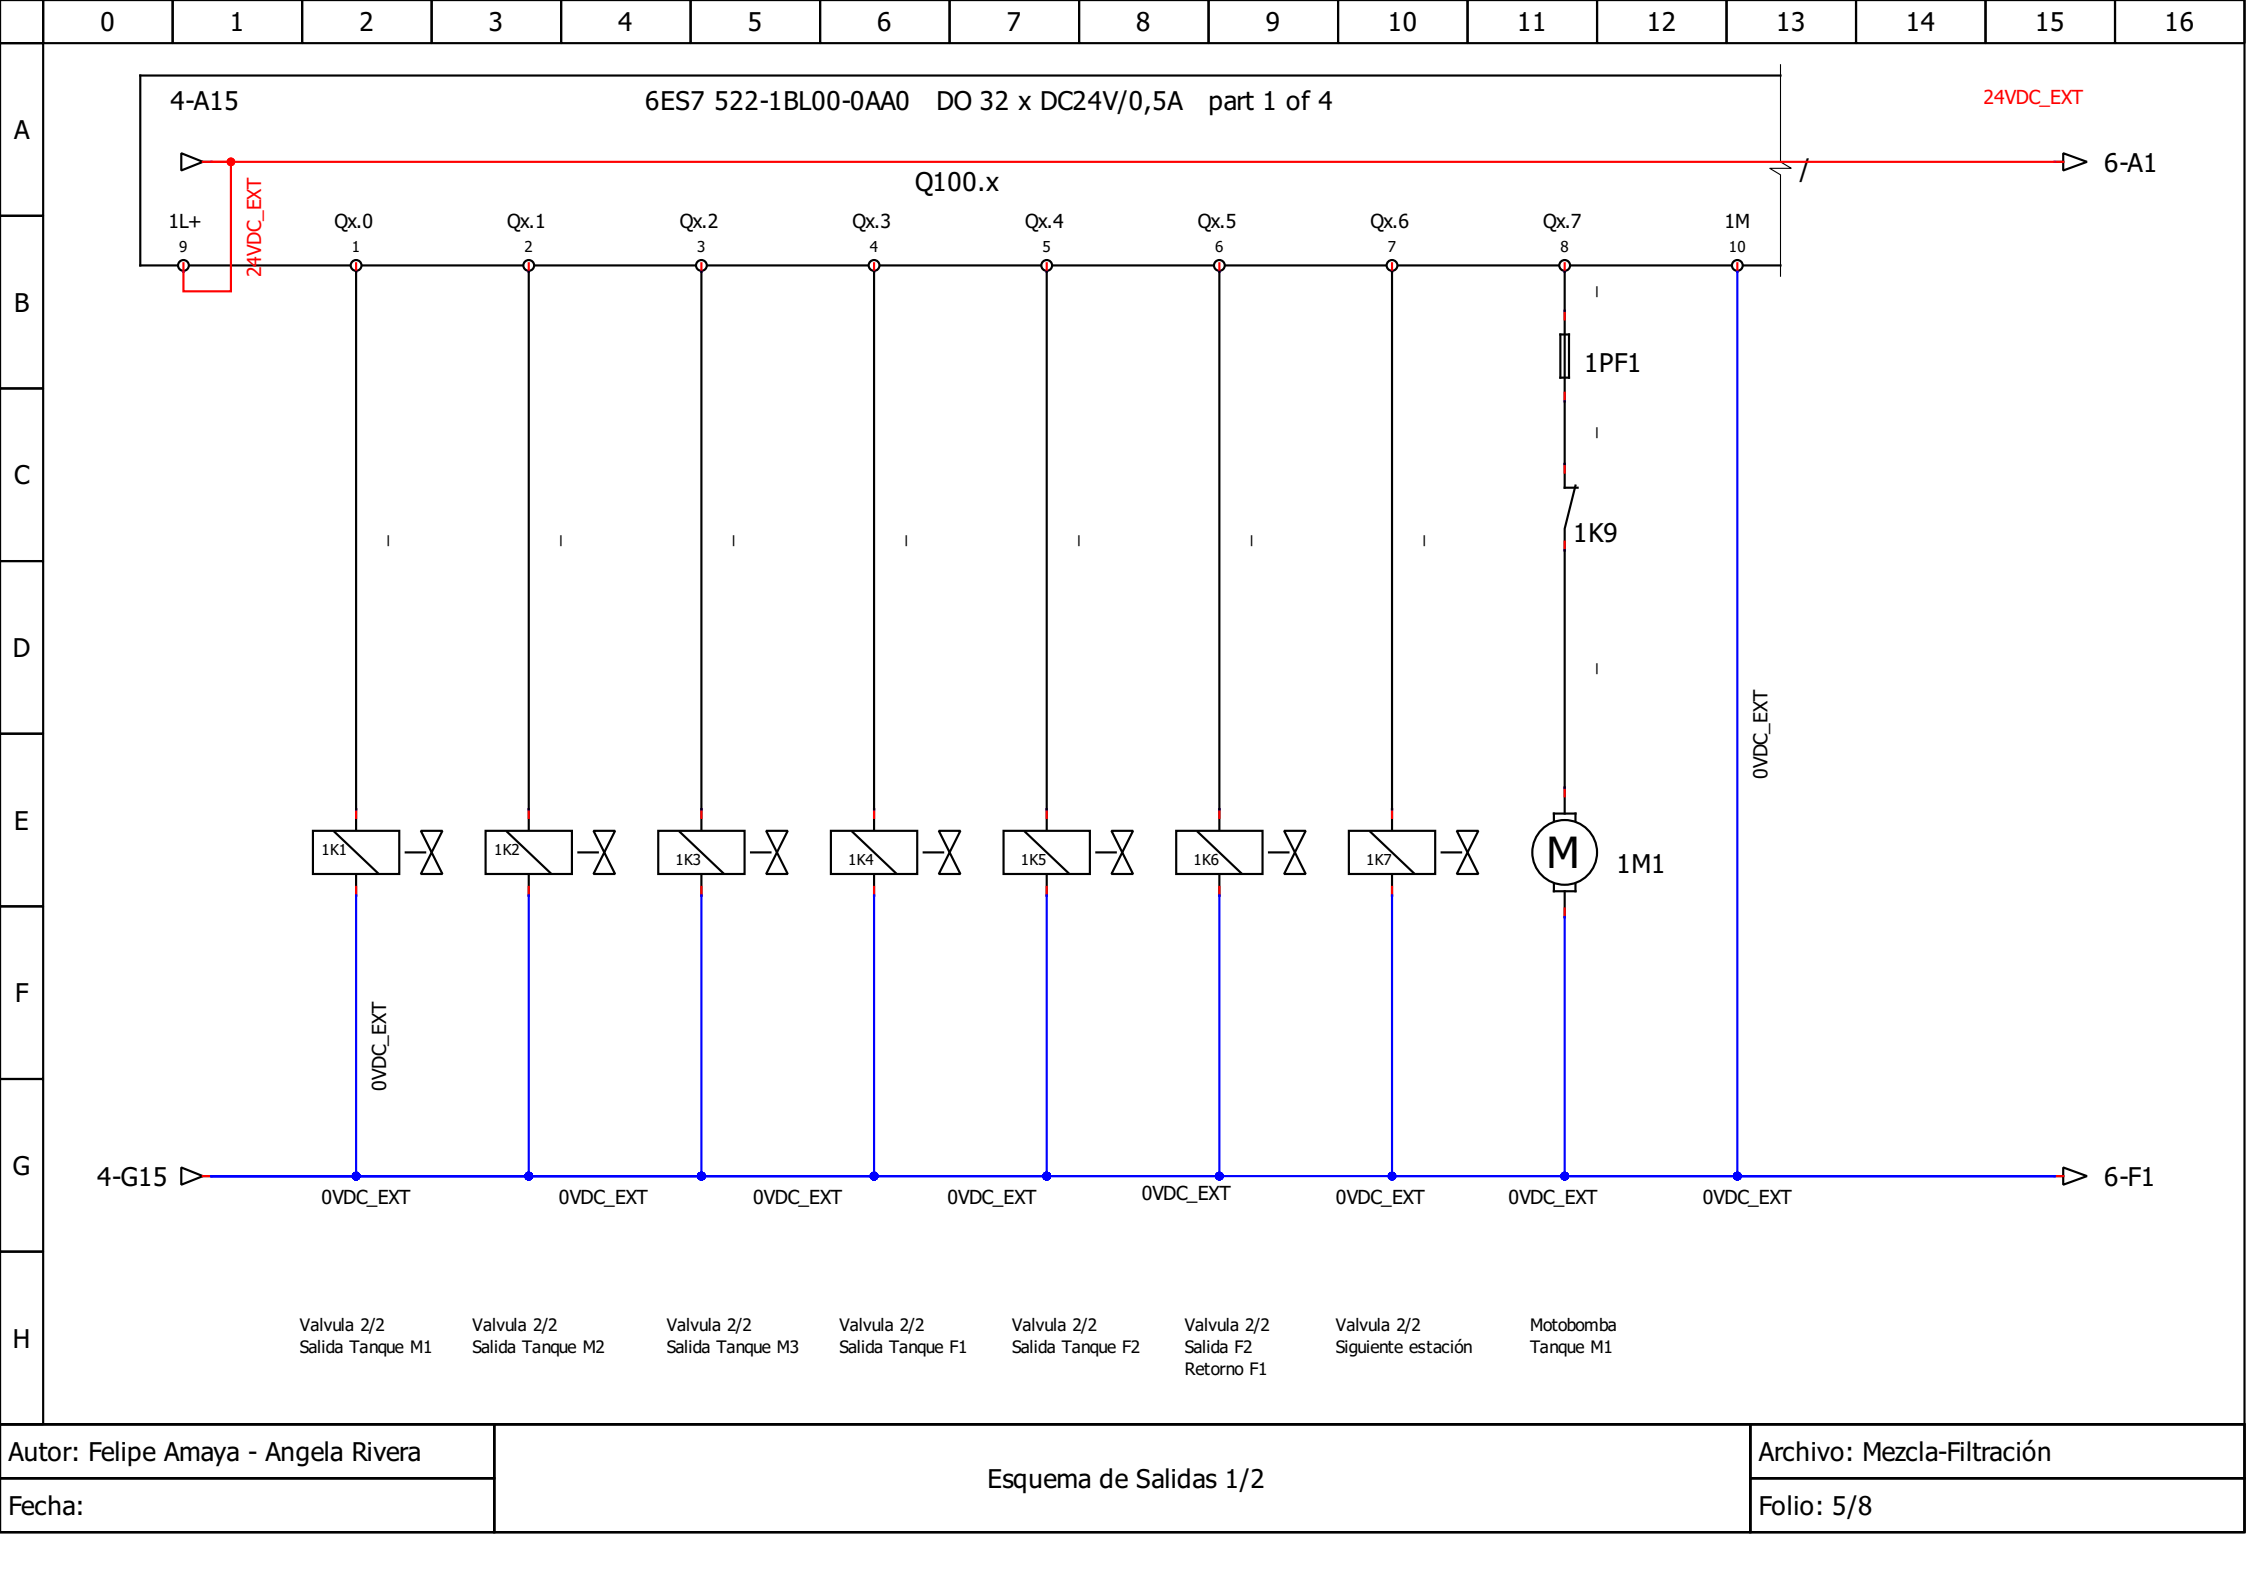 0 1 2 3 4 5 6 7 8 9 10 11 12 13 14 15 16
A
4-A15 6ES7 522-1BL00-0AA0 DO 32 x DC24V/0,5A part 1 of 4 24VDC_EXT
6-A1
Q100.x
24VDC_EXT
1L+ Qx.0 Qx.1 Qx.2 Qx.3 Qx.4 Qx.5 Qx.6 Qx.7 1M
9 1 2 3 4 5 6 7 8 10
B
1PF1
C
1K9
D
0VDC_EXT
E
1K1 1K2 1K3 1K4 1K5 1K6 1K7 M 1M1
F
0VDC_EXT
G
4-G15 6-F1
0VDC_EXT 0VDC_EXT 0VDC_EXT 0VDC_EXT 0VDC_EXT 0VDC_EXT 0VDC_EXT 0VDC_EXT
H
Valvula 2/2
Salida Tanque M1
Valvula 2/2
Salida Tanque M2
Valvula 2/2
Salida Tanque M3
Valvula 2/2
Salida Tanque F1
Valvula 2/2
Salida Tanque F2
Valvula 2/2
Salida F2
Retorno F1
Valvula 2/2
Siguiente estación
Motobomba
Tanque M1
Autor: Felipe Amaya - Angela Rivera
Fecha:
Esquema de Salidas 1/2
Archivo: Mezcla-Filtración
Folio: 5/8